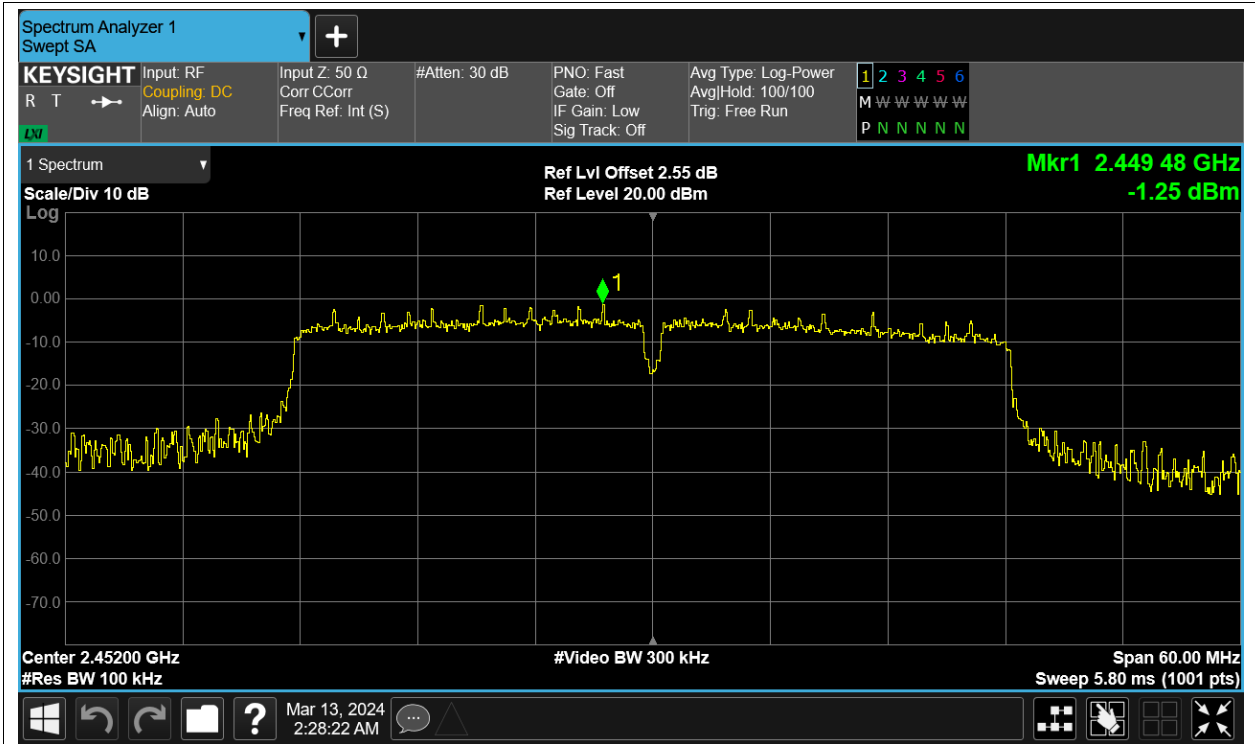 Spectrum Analyzer 1
Swept SA
KEYSIGHT
R T
LXI
Input: RF
Coupling: DC
Align: Auto
Input Z: 50 Ω
Corr CCorr
Freq Ref: Int (S)
#Atten: 30 dB
PNO: Fast
Gate: Off
IF Gain: Low
Sig Track: Off
Avg Type: Log-Power
Avg|Hold: 100/100
Trig: Free Run
1 2 3 4 5 6
M W W W W W
P N N N N N
1 Spectrum
Scale/Div 10 dB
Log
Ref Lvl Offset 2.55 dB
Ref Level 20.00 dBm
Mkr1 2.449 48 GHz
-1.25 dBm
1
10.0
0.00
-10.0
-20.0
-30.0
-40.0
-50.0
-60.0
-70.0
Center 2.45200 GHz
#Video BW 300 kHz
Span 60.00 MHz
#Res BW 100 kHz
Sweep 5.80 ms (1001 pts)
?
Mar 13, 2024
2:28:22 AM